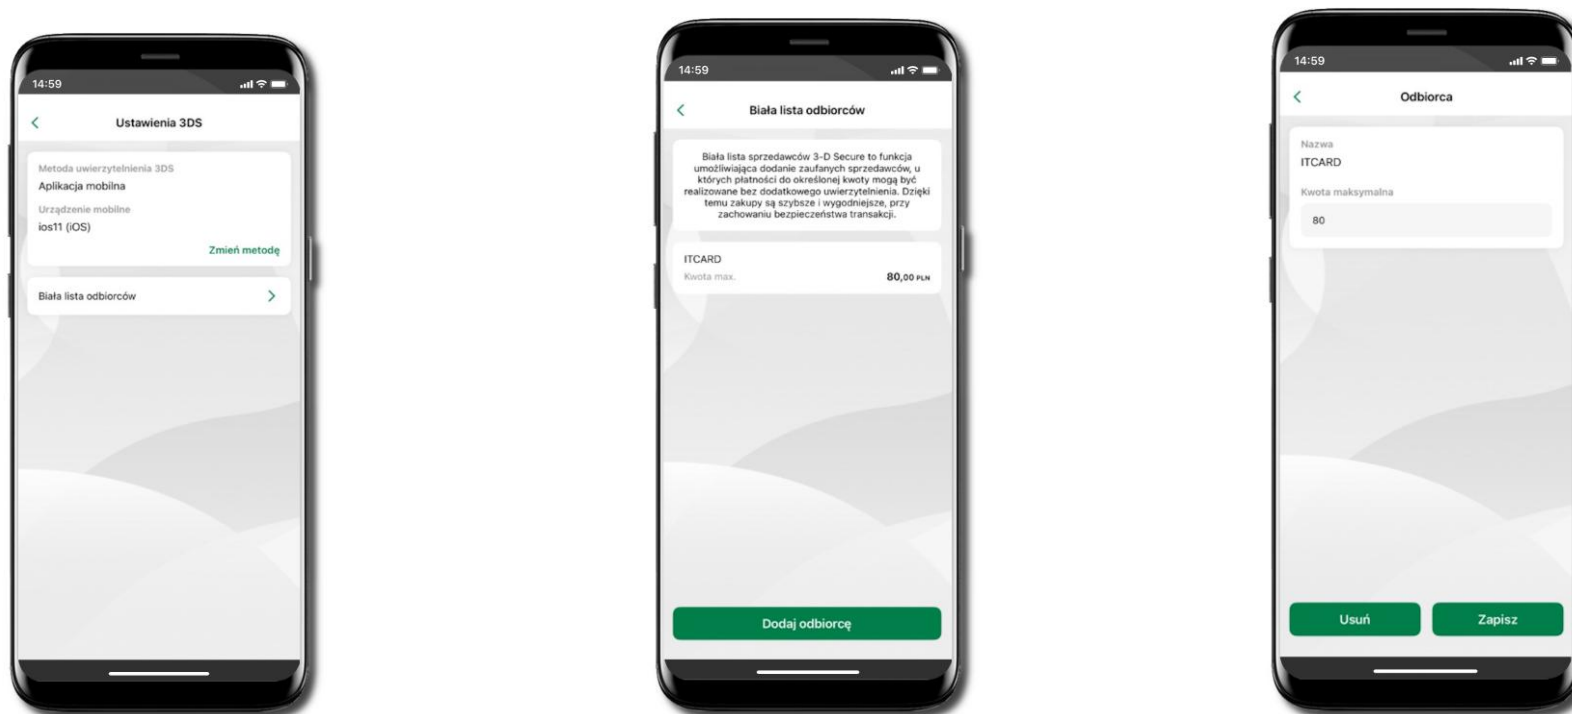 14:59
Ustawienia 3DS
Metoda uwierzytelnienia 3DS
Aplikacja mobilna
Urządzenie mobilne
ios11 (iOS)
Zmień metodę
Biała lista odbiorców
14:59
Biała lista odbiorców
Biała lista sprzedawców 3-D Secure to funkcja
umożliwiająca dodanie zaufanych sprzedawców, u
których płatności do określonej kwoty mogą być
realizowane bez dodatkowego uwierzytelnienia. Dzięki
temu zakupy są szybsze i wygodniejsze, przy
zachowaniu bezpieczeństwa transakcji.
ITCARD
Kwota max. 80,00 PLN
Dodaj odbiorcę
14:59
Odbiorca
Nazwa
ITCARD
Kwota maksymalna
80
Usuń Zapisz